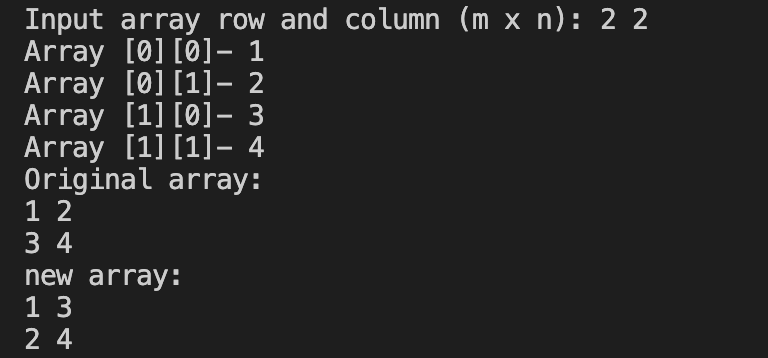 Input array row and column (m x n): 2 2
Array [0][0]- 1
Array [0][1]- 2
Array [1][0]- 3
Array [1][1]- 4
Original array:
1 2
3 4
new array:
1 3
2 4